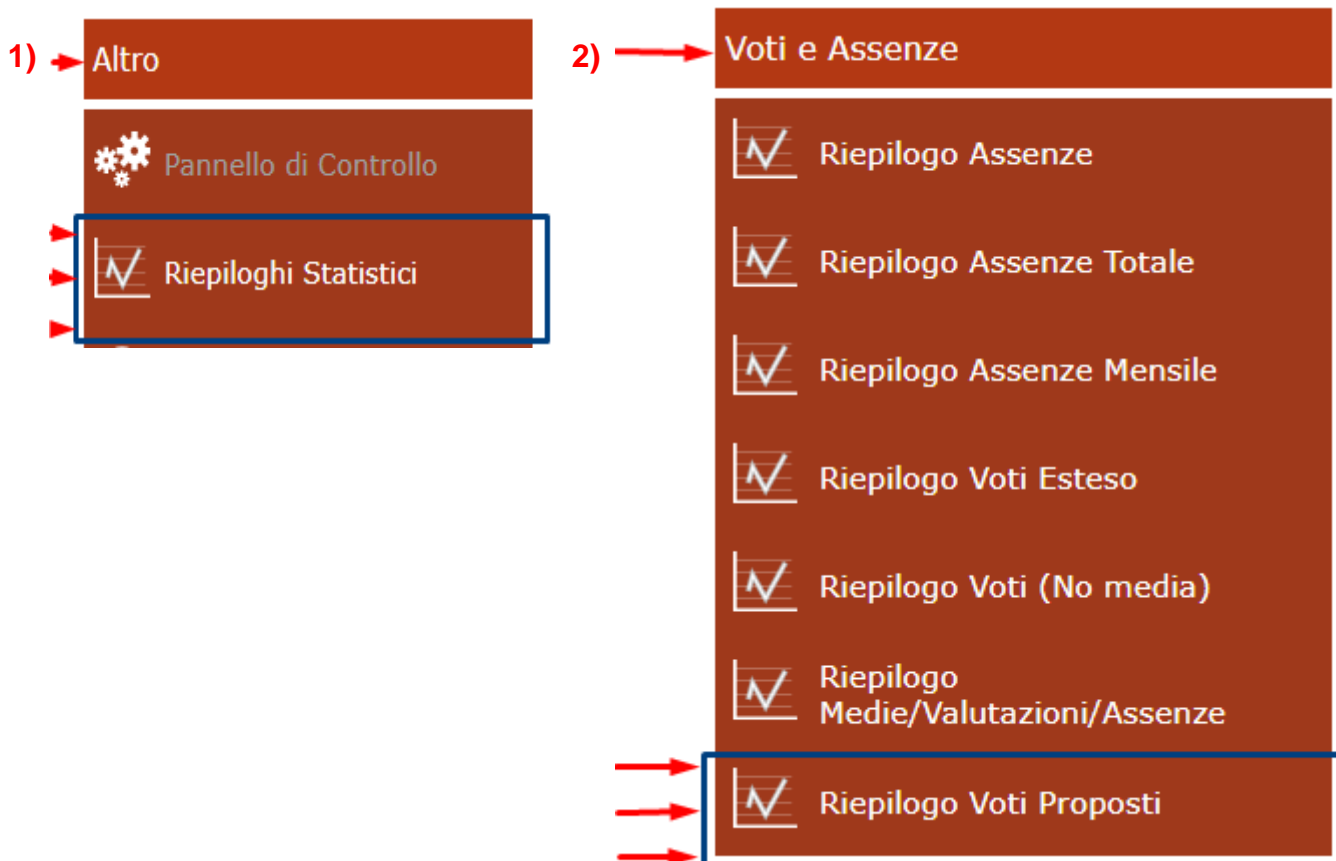 1)
Altro
Pannello di Controllo
Riepiloghi Statistici
2)
Voti e Assenze
Riepilogo Assenze
Riepilogo Assenze Totale
Riepilogo Assenze Mensile
Riepilogo Voti Esteso
Riepilogo Voti (No media)
Riepilogo
Medie/Valutazioni/Assenze
Riepilogo Voti Proposti